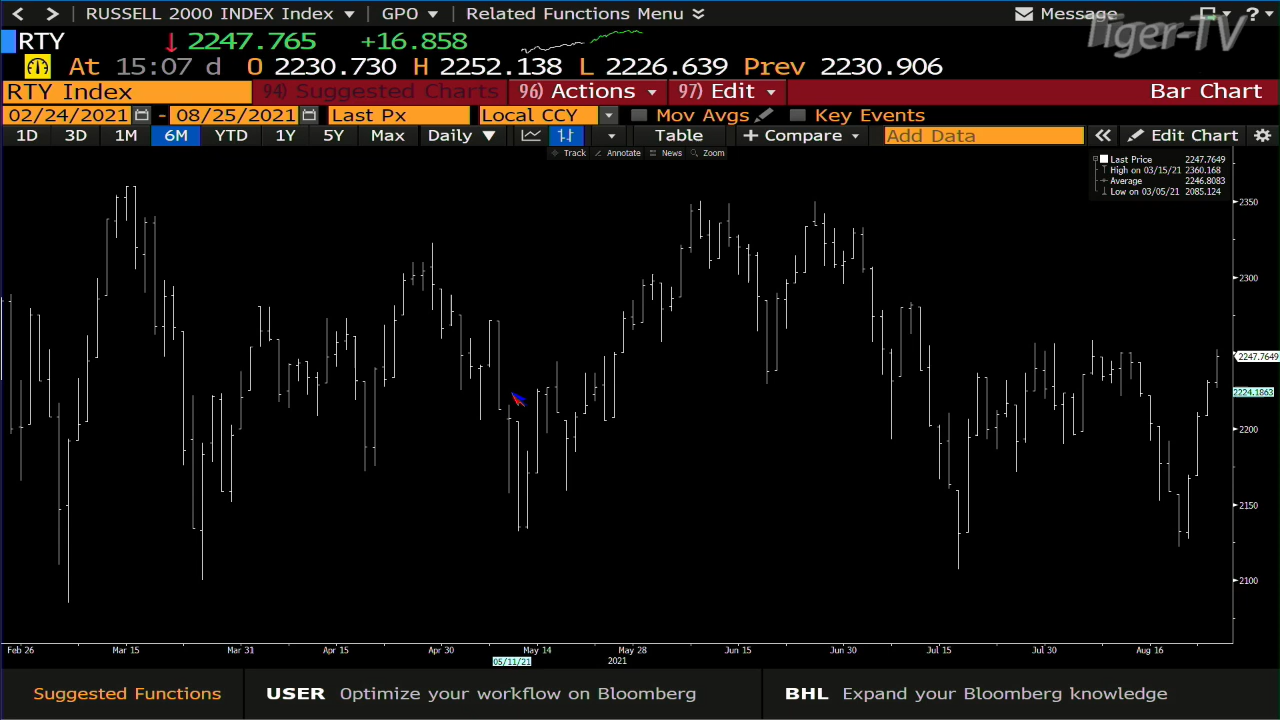 RUSSELL 2000 INDEX Index GPO Related Functions Menu Message ?
Tiger-TV
RTY 2247.765 +16.858
At 15:07 d O 2230.730 H 2252.138 L 2226.639 Prev 2230.906
RTY Index 94) Suggested Charts 96) Actions 97) Edit Bar Chart
02/24/2021 - 08/25/2021 Last Px Local CCY Mov Avgs Key Events
1D 3D 1M 6M YTD 1Y 5Y Max Daily Table + Compare Add Data Edit Chart
Track Annotate News Zoom
Last Price 2247.7649
High on 03/15/21 2360.168
Average 2246.8083
Low on 03/05/21 2085.124
2350
2300
2247.7649
2224.1863
2200
2150
2100
Feb 26 Mar 15 Mar 31 Apr 15 Apr 30 May 14 May 28 Jun 15 Jun 30 Jul 15 Jul 30 Aug 16
05/11/21 2021
Suggested Functions USER Optimize your workflow on Bloomberg BHL Expand your Bloomberg knowledge